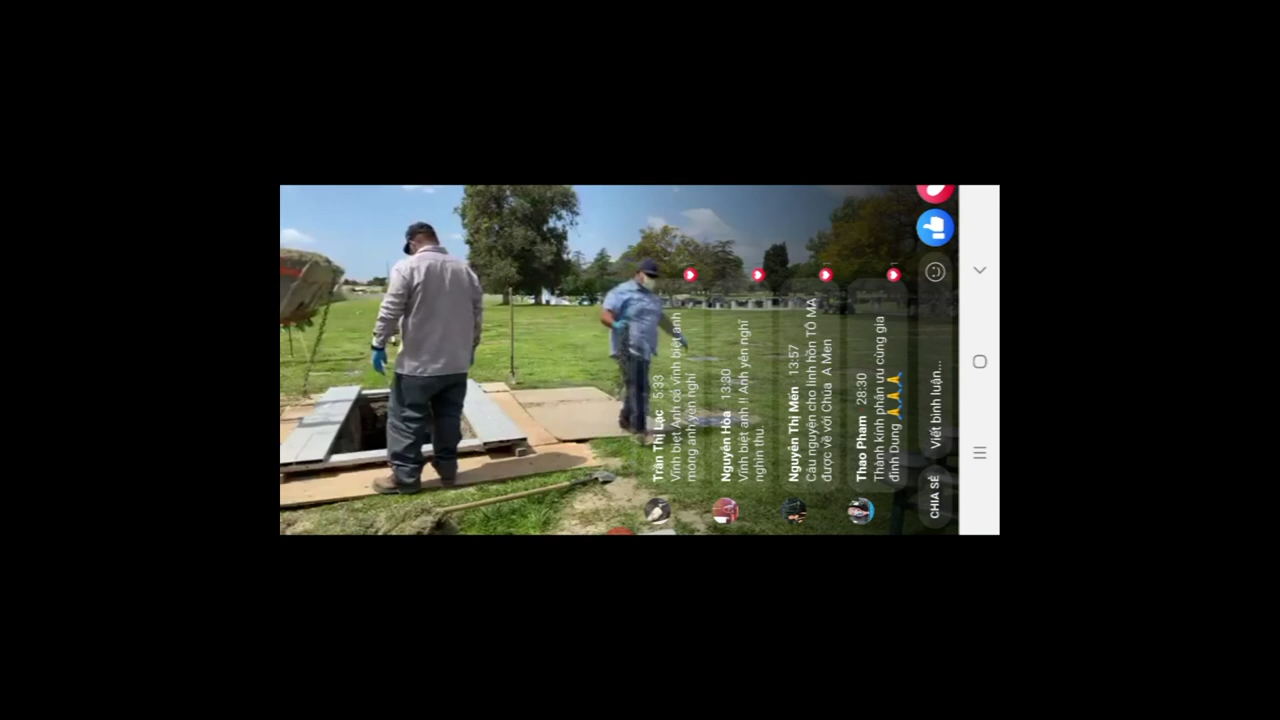 Trần Thị Lạc 5:33
Vĩnh biệt Anh cả vĩnh biệt anh
mong anh yên nghỉ
Nguyễn Hòa 13:30
Vĩnh biệt anh !! Anh yên nghĩ
nghìn thu.
Nguyễn Thị Mến 13:57
Cầu nguyện cho linh hồn TÔ MA
được về với Chúa A Men
Thao Pham 28:30
Thành kính phân ưu cùng gia
đình Dung 🙏🙏🙏
CHIA SẺ
Viết bình luận...